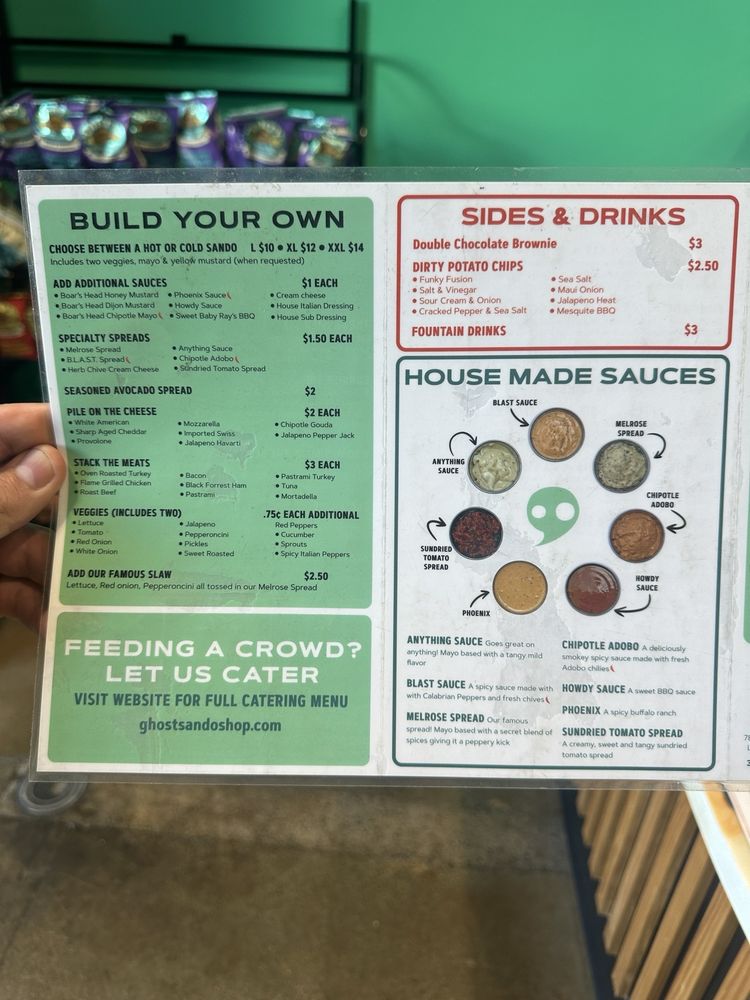 BUILD YOUR OWN
CHOOSE BETWEEN A HOT OR COLD SANDO L $10 • XL $12 • XXL $14
Includes two veggies, mayo & yellow mustard (when requested)
ADD ADDITIONAL SAUCES $1 EACH
• Boar's Head Honey Mustard • Phoenix Sauce • Cream cheese
• Boar's Head Dijon Mustard • Howdy Sauce • House Italian Dressing
• Boar's Head Chipotle Mayo • Sweet Baby Ray's BBQ • House Sub Dressing
SPECIALTY SPREADS $1.50 EACH
• Melrose Spread • Anything Sauce
• B.L.A.S.T. Spread • Chipotle Adobo
• Herb Chive Cream Cheese • Sundried Tomato Spread
SEASONED AVOCADO SPREAD $2
PILE ON THE CHEESE $2 EACH
• White American • Mozzarella • Chipotle Gouda
• Sharp Aged Cheddar • Imported Swiss • Jalapeno Pepper Jack
• Provolone • Jalapeno Havarti
STACK THE MEATS $3 EACH
• Oven Roasted Turkey • Bacon • Pastrami Turkey
• Flame Grilled Chicken • Black Forrest Ham • Tuna
• Roast Beef • Pastrami • Mortadella
VEGGIES (INCLUDES TWO) .75¢ EACH ADDITIONAL
• Lettuce • Jalapeno Red Peppers
• Tomato • Pepperoncini • Cucumber
• Red Onion • Pickles • Sprouts
• White Onion • Sweet Roasted • Spicy Italian Peppers
ADD OUR FAMOUS SLAW $2.50
Lettuce, Red onion, Pepperoncini all tossed in our Melrose Spread
FEEDING A CROWD?
LET US CATER
VISIT WEBSITE FOR FULL CATERING MENU
ghostsandoshop.com
SIDES & DRINKS
Double Chocolate Brownie $3
DIRTY POTATO CHIPS $2.50
• Funky Fusion • Sea Salt
• Salt & Vinegar • Maui Onion
• Sour Cream & Onion • Jalapeno Heat
• Cracked Pepper & Sea Salt • Mesquite BBQ
FOUNTAIN DRINKS $3
HOUSE MADE SAUCES
BLAST SAUCE
MELROSE
SPREAD
ANYTHING
SAUCE
CHIPOTLE
ADOBO
SUNDRIED
TOMATO
SPREAD
HOWDY
SAUCE
PHOENIX
ANYTHING SAUCE Goes great on
anything! Mayo based with a tangy mild
flavor
BLAST SAUCE A spicy sauce made with
with Calabrian Peppers and fresh chives
MELROSE SPREAD Our famous
spread! Mayo based with a secret blend of
spices giving it a peppery kick
CHIPOTLE ADOBO A deliciously
smokey spicy sauce made with fresh
Adobo chilies
HOWDY SAUCE A sweet BBQ sauce
PHOENIX A spicy buffalo ranch
SUNDRIED TOMATO SPREAD
A creamy, sweet and tangy sundried
tomato spread